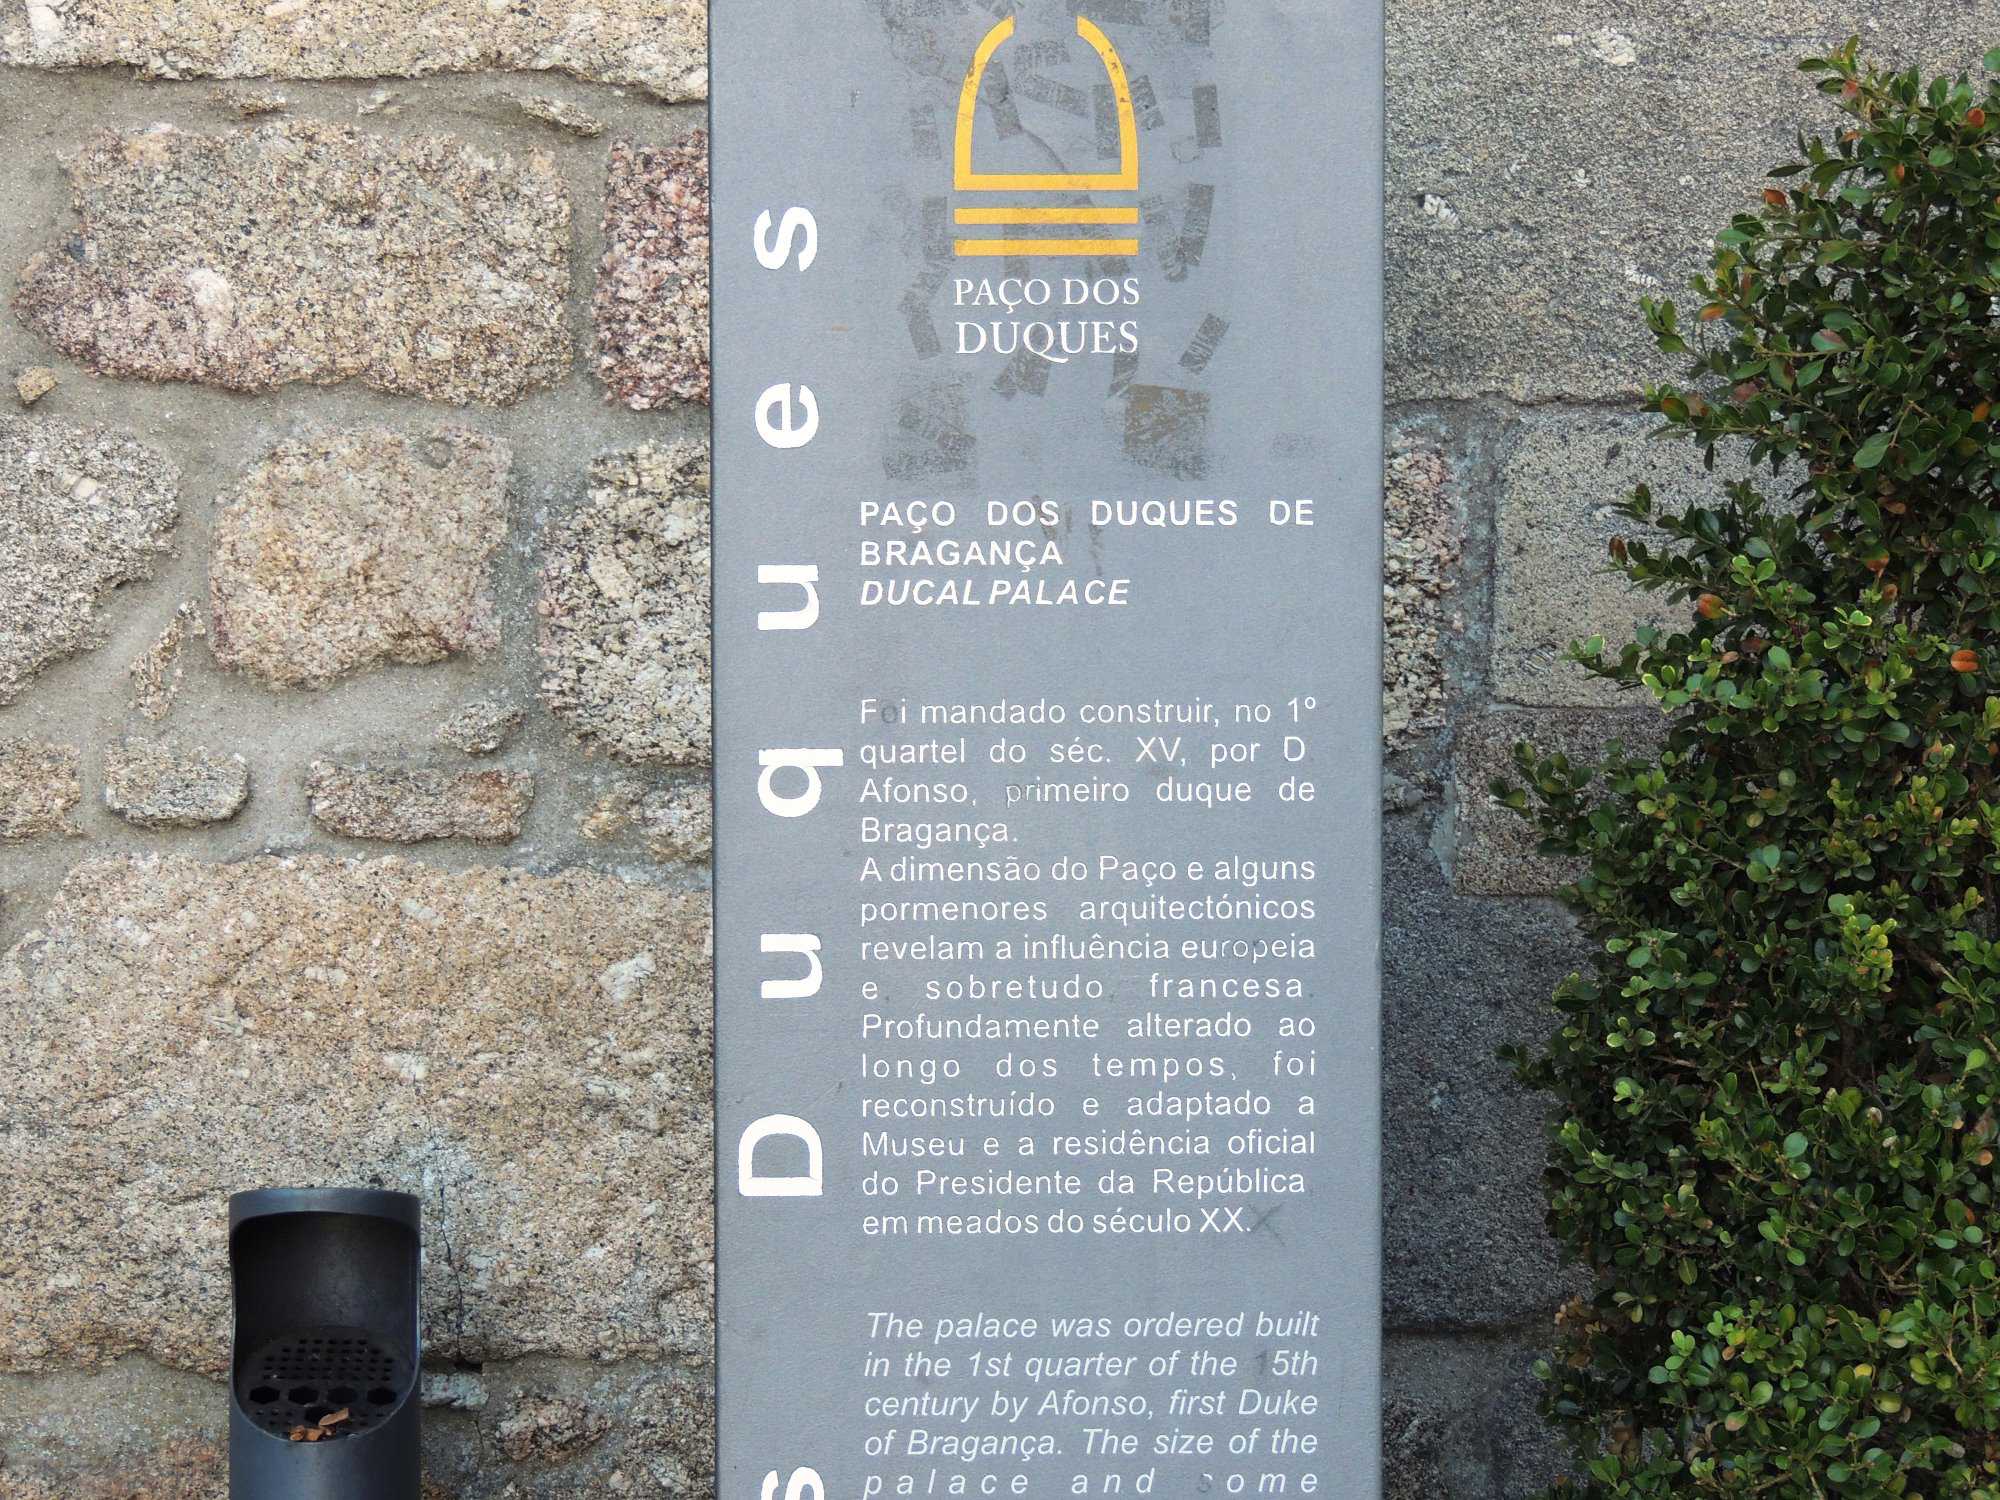 PAÇO DOS
DUQUES
Duques
s
PAÇO DOS DUQUES DE
BRAGANÇA
DUCAL PALACE
Foi mandado construir, no 1º
quartel do séc. XV, por D
Afonso, primeiro duque de
Bragança.
A dimensão do Paço e alguns
pormenores arquitectónicos
revelam a influência europeia
e sobretudo francesa.
Profundamente alterado ao
longo dos tempos, foi
reconstruído e adaptado a
Museu e a residência oficial
do Presidente da República
em meados do século XX.
The palace was ordered built
in the 1st quarter of the 15th
century by Afonso, first Duke
of Bragança. The size of the
palace and some